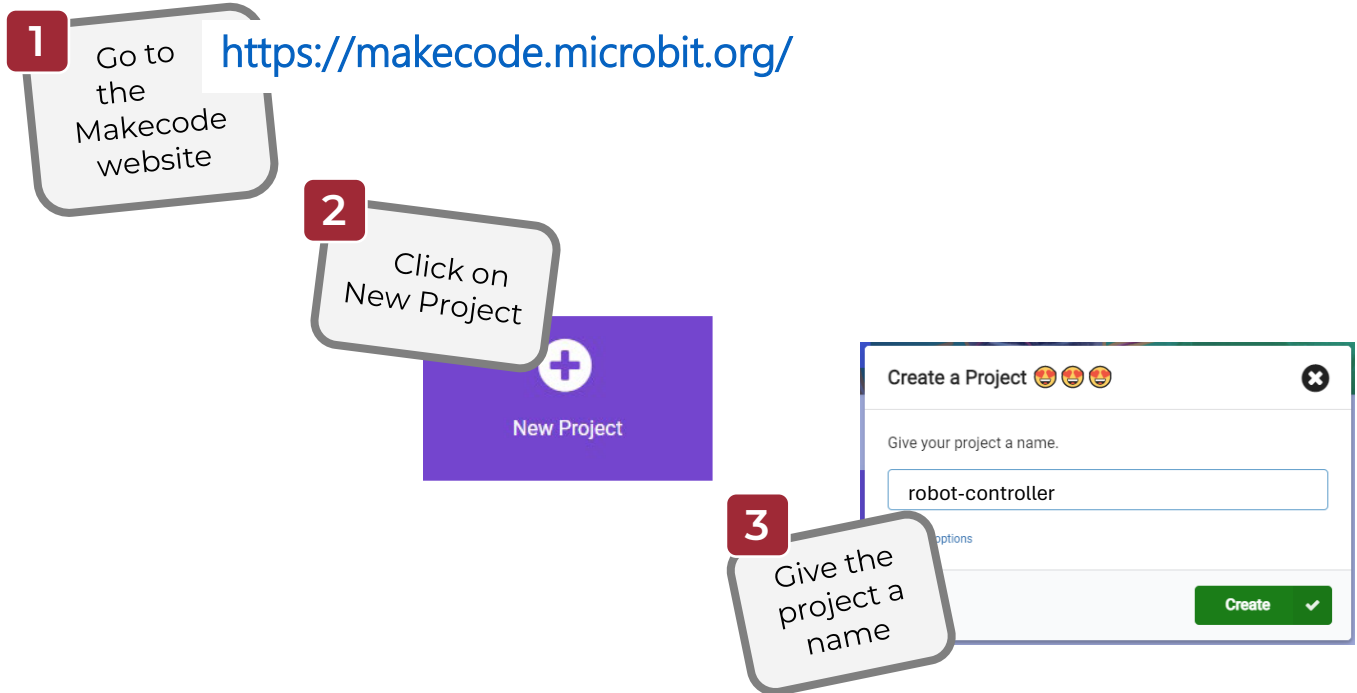 1
Go to
the
Makecode
website
https://makecode.microbit.org/
2
Click on
New Project
New Project
Create a Project 😍 😍 😍
Give your project a name.
robot-controller
options
3
Give the
project a
name
Create